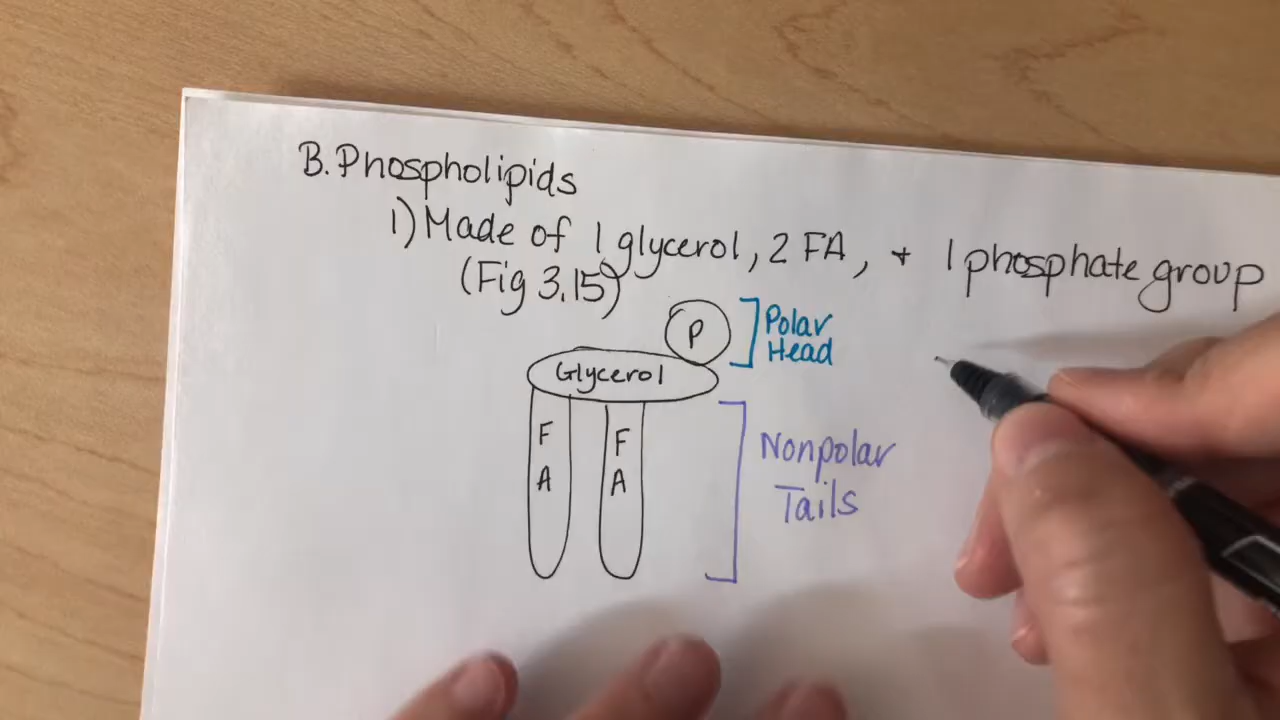 B. Phospholipids
1) Made of 1 glycerol, 2 FA, + 1 phosphate group
(Fig 3.15)
P
Polar
Head
Glycerol
F
A
F
A
Nonpolar
Tails